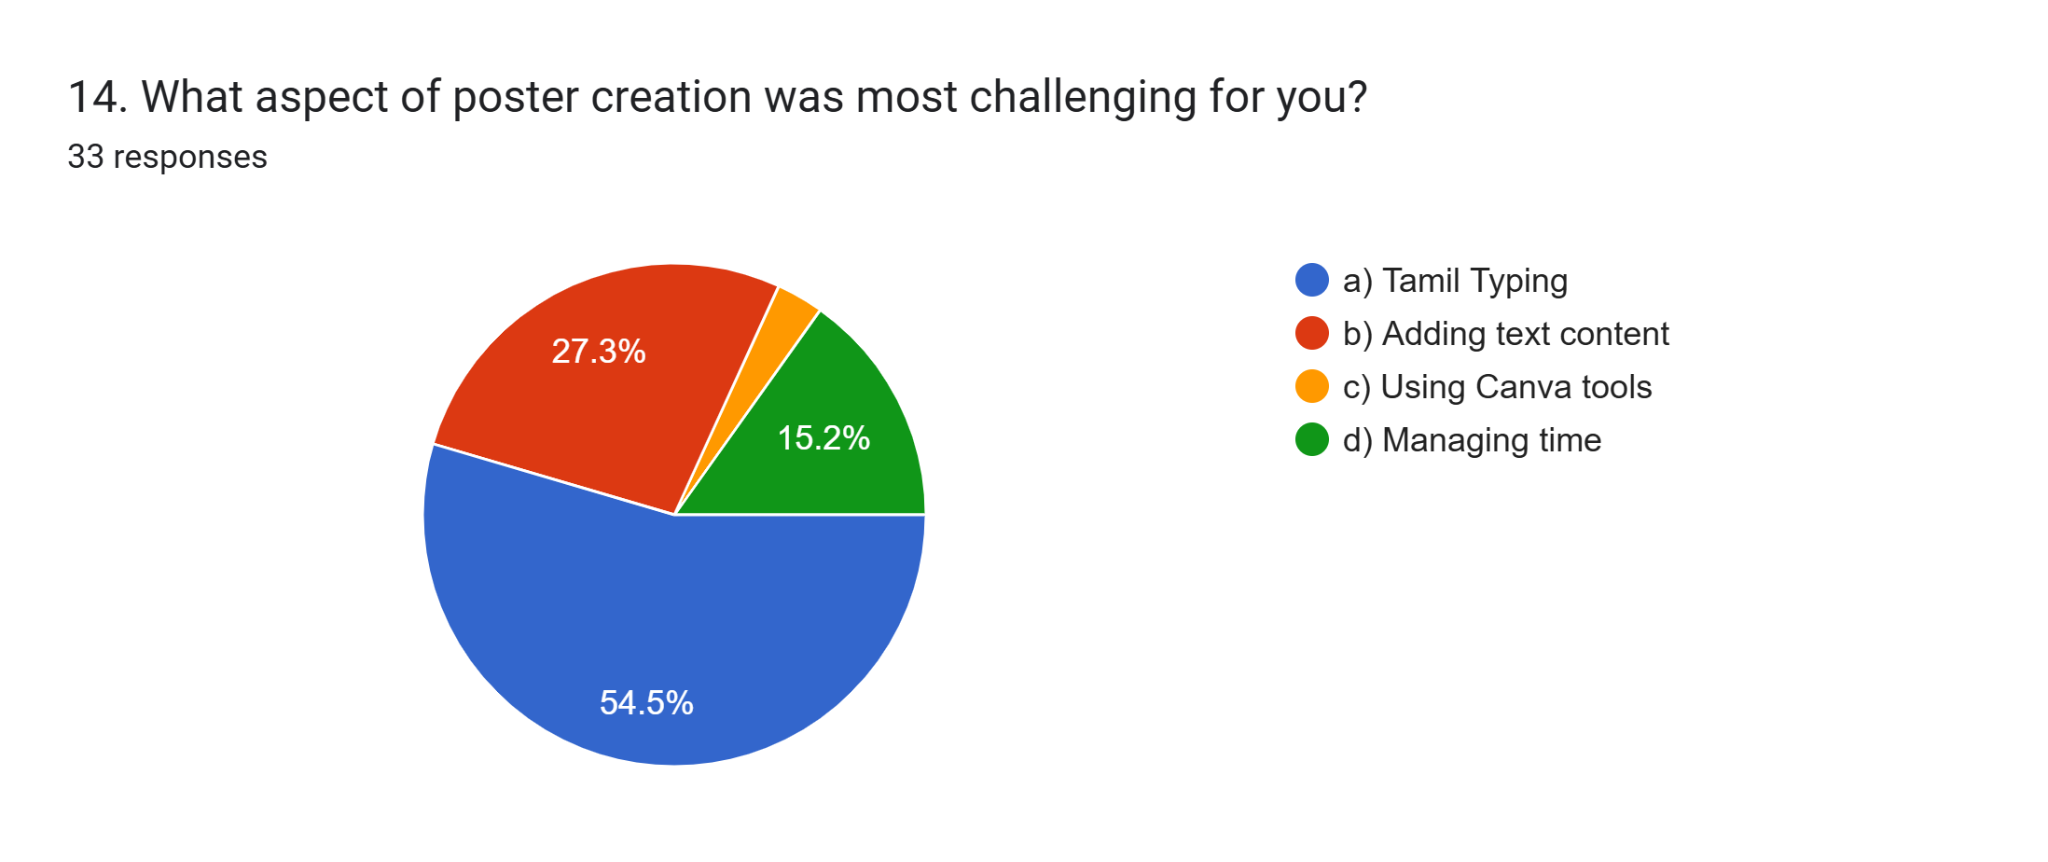 14. What aspect of poster creation was most challenging for you?
33 responses
27.3%
15.2%
54.5%
a) Tamil Typing
b) Adding text content
c) Using Canva tools
d) Managing time